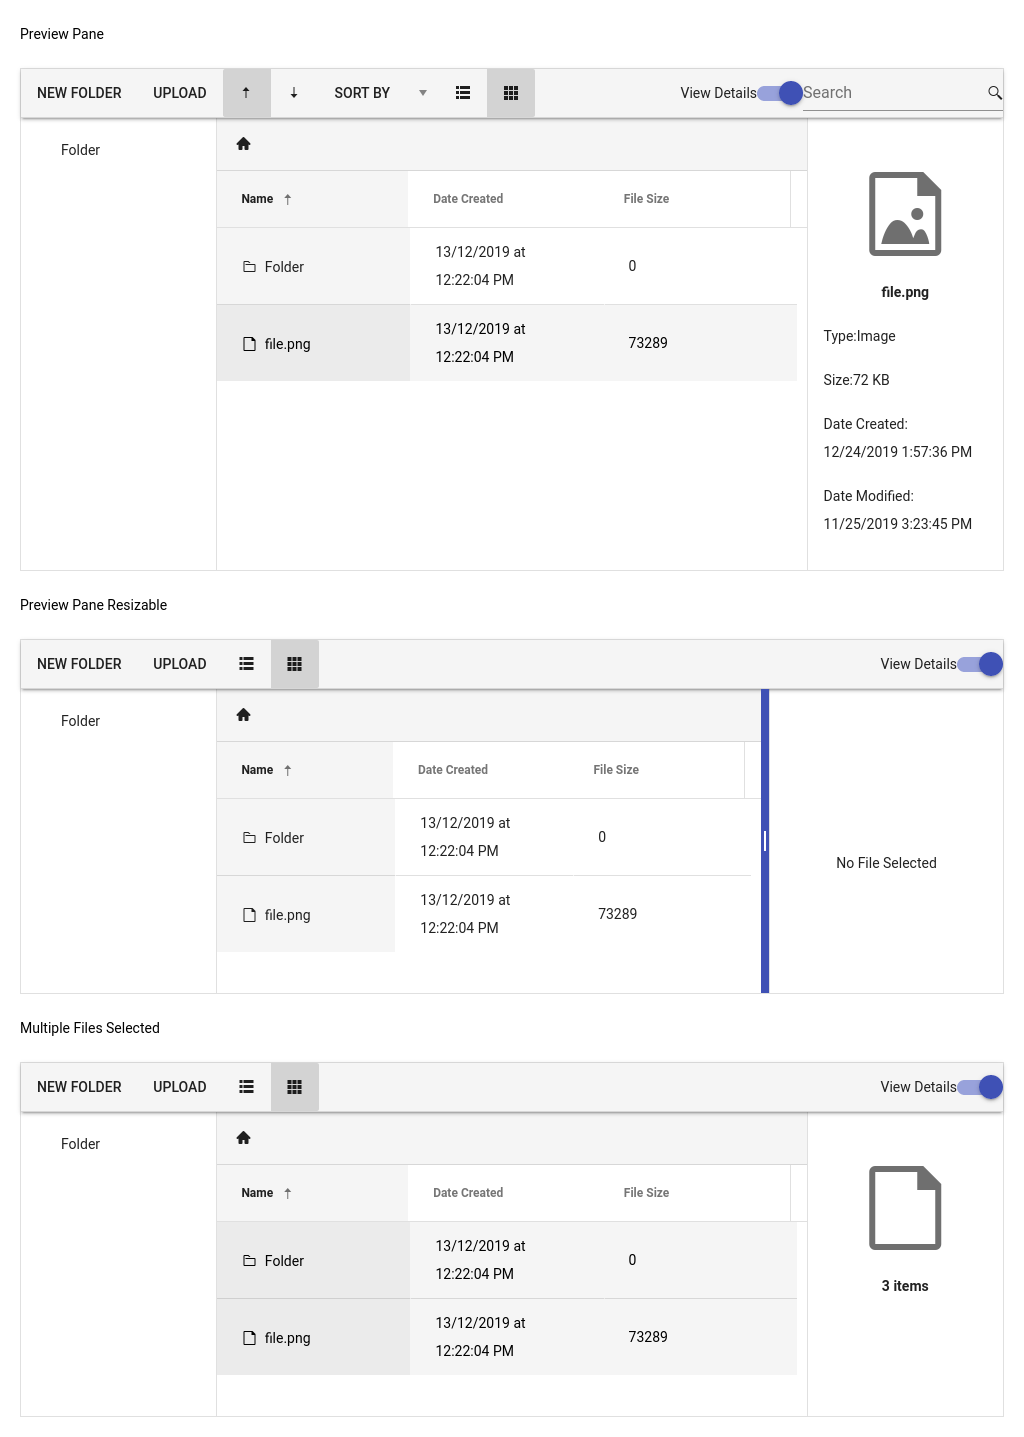 Preview Pane
NEW FOLDER UPLOAD SORT BY View Details Search
Folder
Name Date Created File Size
Folder 13/12/2019 at 12:22:04 PM 0
file.png 13/12/2019 at 12:22:04 PM 73289
file.png
Type:Image
Size:72 KB
Date Created:
12/24/2019 1:57:36 PM
Date Modified:
11/25/2019 3:23:45 PM
Preview Pane Resizable
NEW FOLDER UPLOAD View Details
Folder
Name Date Created File Size
Folder 13/12/2019 at 12:22:04 PM 0
file.png 13/12/2019 at 12:22:04 PM 73289
No File Selected
Multiple Files Selected
NEW FOLDER UPLOAD View Details
Folder
Name Date Created File Size
Folder 13/12/2019 at 12:22:04 PM 0
file.png 13/12/2019 at 12:22:04 PM 73289
3 items